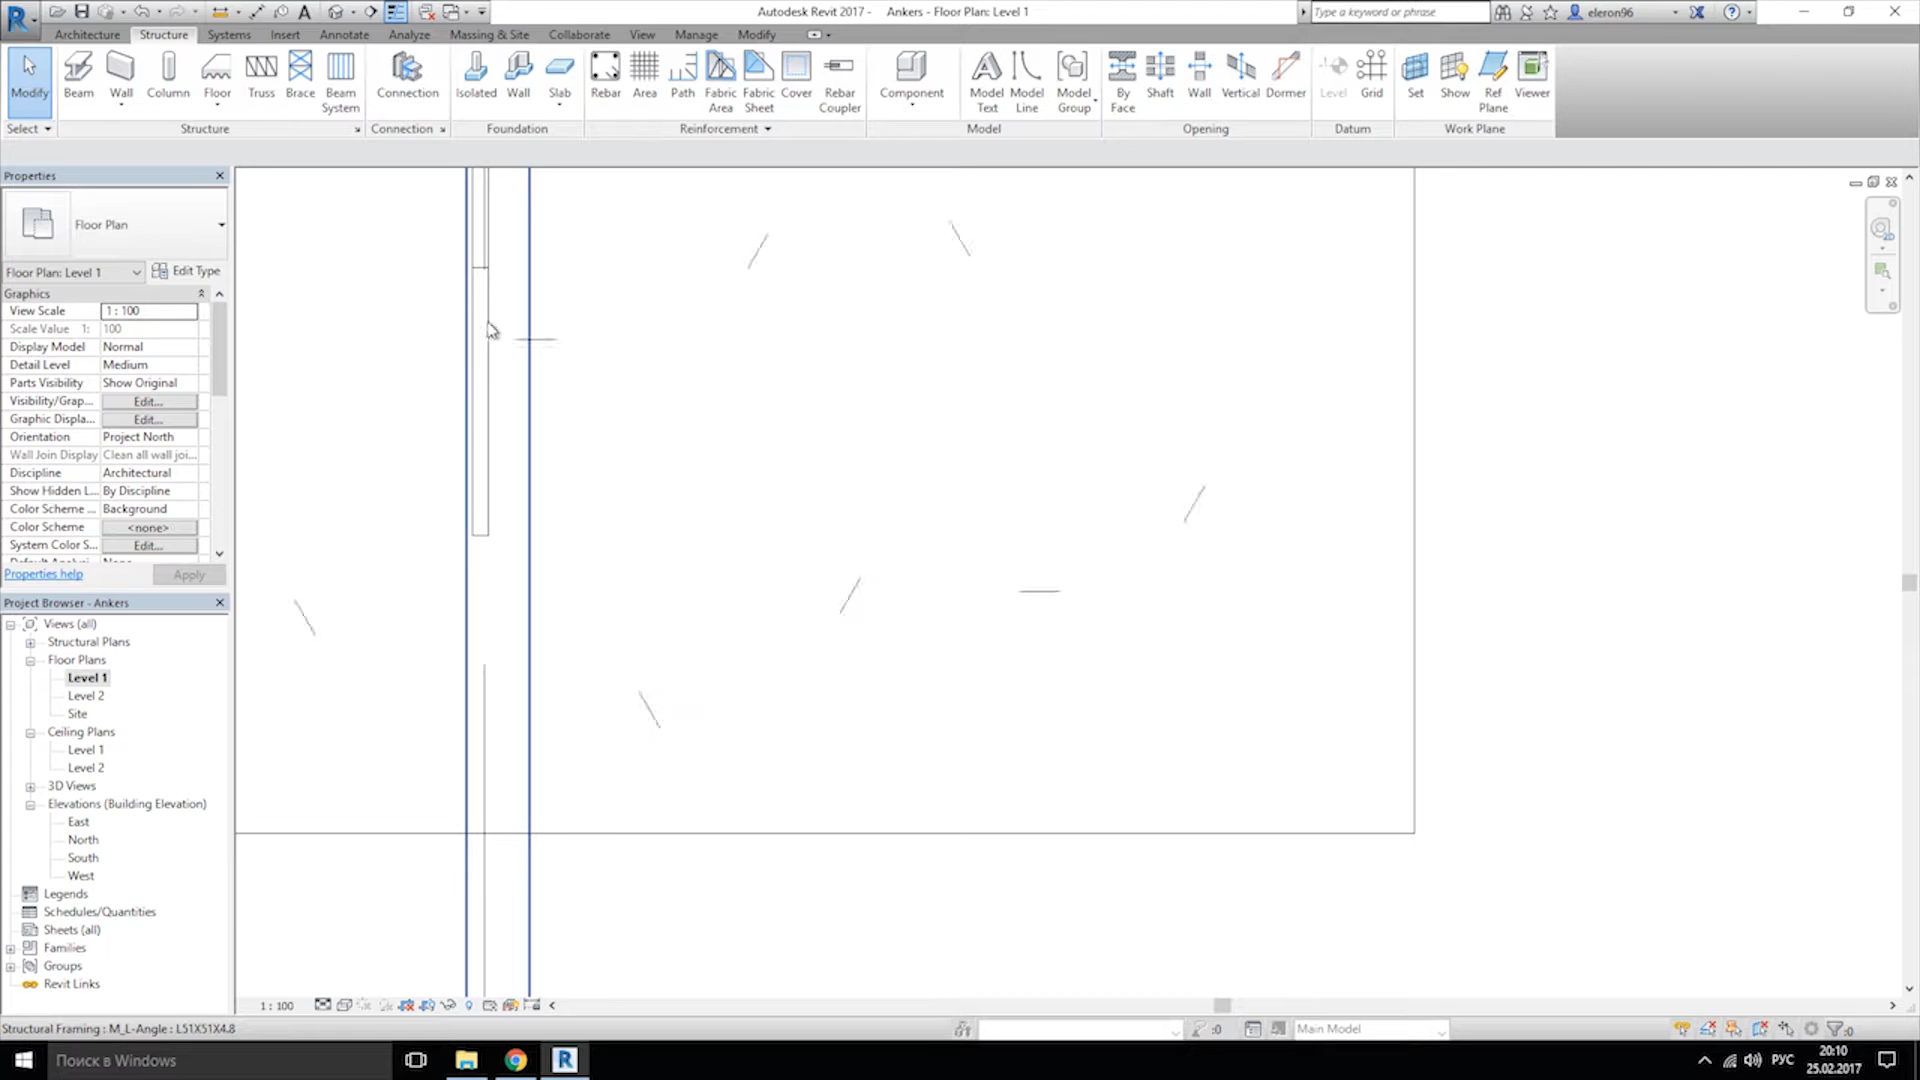 Autodesk Revit 2017 -    Ankers - Floor Plan: Level 1
Type a keyword or phrase
eleron96
Architecture Structure Systems Insert Annotate Analyze Massing & Site Collaborate View Manage Modify
Modify Beam Wall Column Floor Truss Brace Beam System Connection Isolated Wall Slab Rebar Area Path Fabric Area Fabric Sheet Cover Rebar Coupler Component Model Text Model Line Model Group By Face Shaft Wall Vertical Dormer Level Grid Set Show Ref Plane Viewer
Select Structure Connection Foundation Reinforcement Model Opening Datum Work Plane
Properties
Floor Plan
Floor Plan: Level 1 Edit Type
Graphics
View Scale 1 : 100
Scale Value 1: 100
Display Model Normal
Detail Level Medium
Parts Visibility Show Original
Visibility/Grap... Edit...
Graphic Displa... Edit...
Orientation Project North
Wall Join Display Clean all wall joi...
Discipline Architectural
Show Hidden L... By Discipline
Color Scheme ... Background
Color Scheme <none>
System Color S... Edit...
Properties help Apply
Project Browser - Ankers
Views (all)
Structural Plans
Floor Plans
Level 1
Level 2
Site
Ceiling Plans
Level 1
Level 2
3D Views
Elevations (Building Elevation)
East
North
South
West
Legends
Schedules/Quantities
Sheets (all)
Families
Groups
Revit Links
1 : 100
Structural Framing : M_L-Angle : L51X51X4.8
:0
Main Model
:0
Поиск в Windows
РУС
20:10
25.02.2017